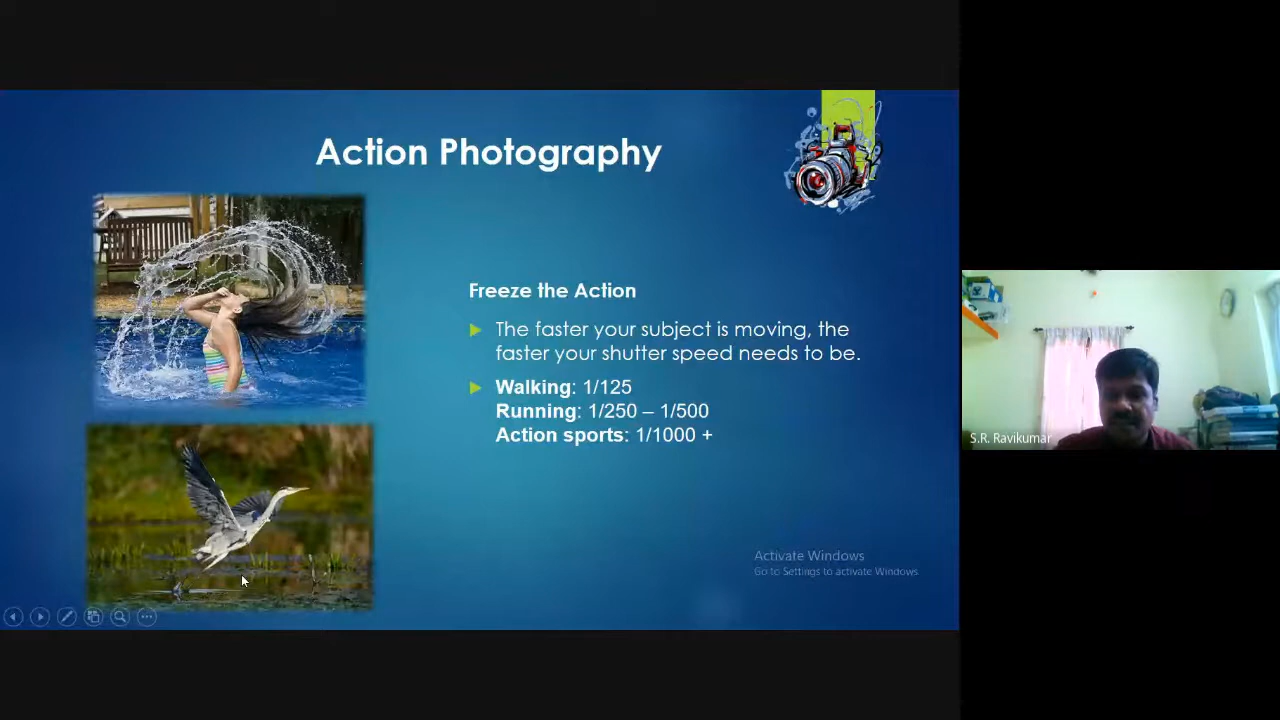 Action Photography
Freeze the Action
The faster your subject is moving, the
faster your shutter speed needs to be.
Walking: 1/125
Running: 1/250 – 1/500
Action sports: 1/1000 +
Activate Windows
Go to Settings to activate Windows
S.R. Ravikumar